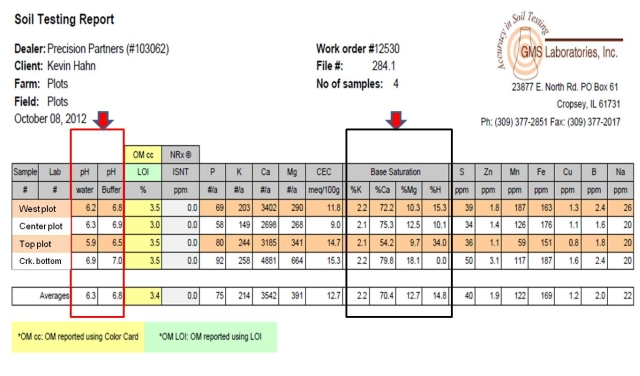 Soil Testing Report
Accuracy in Soil Testing
GMS Laboratories, Inc.
Dealer: Precision Partners (#103062) Work order #12530
Client: Kevin Hahn File #: 284.1
Farm: Plots No of samples: 4
Field: Plots
October 08, 2012
23877 E. North Rd. PO Box 61
Cropsey, IL 61731
Ph: (309) 377-2851 Fax: (309) 377-2017
OM cc NRx ®
Sample Lab pH pH LOI ISNT P K Ca Mg CEC Base Saturation S Zn Mn Fe Cu B Na
# # water Buffer % ppm #/a #/a #/a #/a meq/100g %K %Ca %Mg %H ppm ppm ppm ppm ppm ppm ppm
West plot 6.2 6.8 3.5 0.0 69 203 3402 290 11.8 2.2 72.2 10.3 15.3 39 1.8 187 163 1.3 2.4 26
Center plot 6.3 6.9 3.0 0.0 58 149 2698 268 9.0 2.1 75.3 12.5 10.1 34 1.4 126 176 1.1 1.6 20
Top plot 5.9 6.5 3.5 0.0 80 244 3185 341 14.7 2.1 54.2 9.7 34.0 36 1.1 59 151 0.8 1.8 20
Crk. bottom 6.9 7.0 3.5 0.0 92 258 4881 664 15.3 2.2 79.8 18.1 0.0 50 3.1 117 187 1.6 2.4 20
Averages 6.3 6.8 3.4 0.0 75 214 3542 391 12.7 2.2 70.4 12.7 14.8 40 1.9 122 169 1.2 2.0 22
*OM cc: OM reported using Color Card *OM LOI: OM reported using LOI